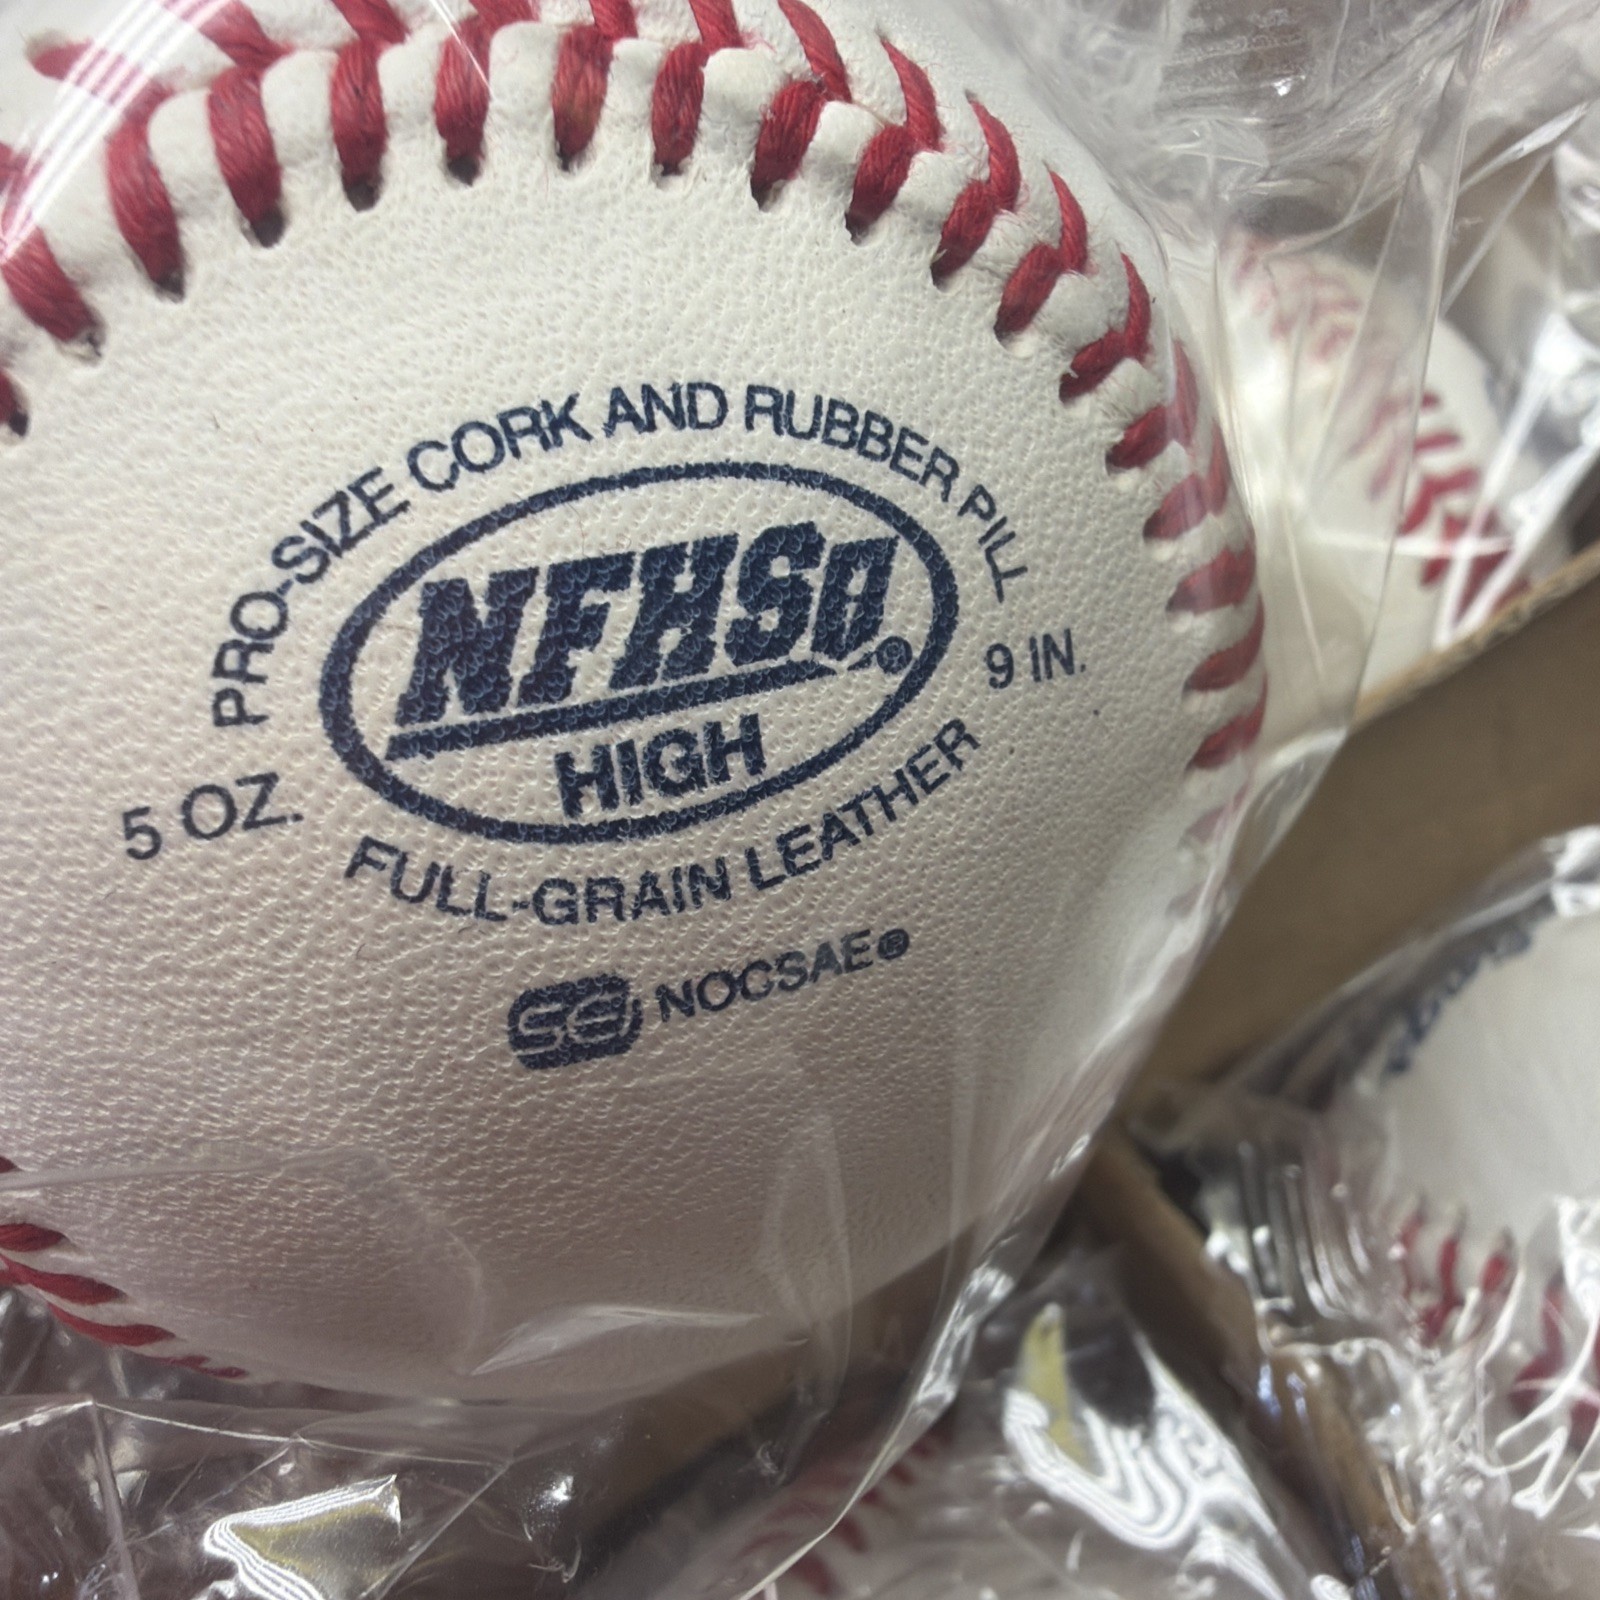 PRO-SIZE CORK AND RUBBER PILL
NFHS®
HIGH
5 OZ.
9 IN.
FULL-GRAIN LEATHER
NOCSAE®